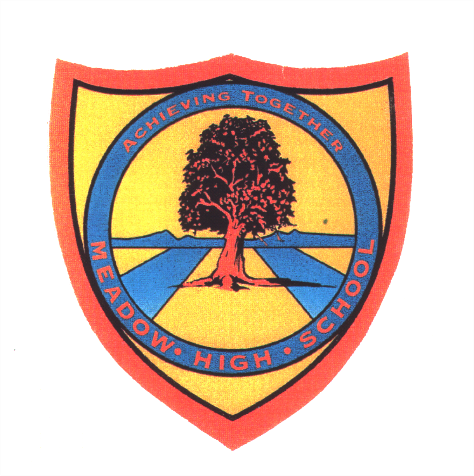 ACHIEVING TOGETHER
MEADOW • HIGH • SCHOOL